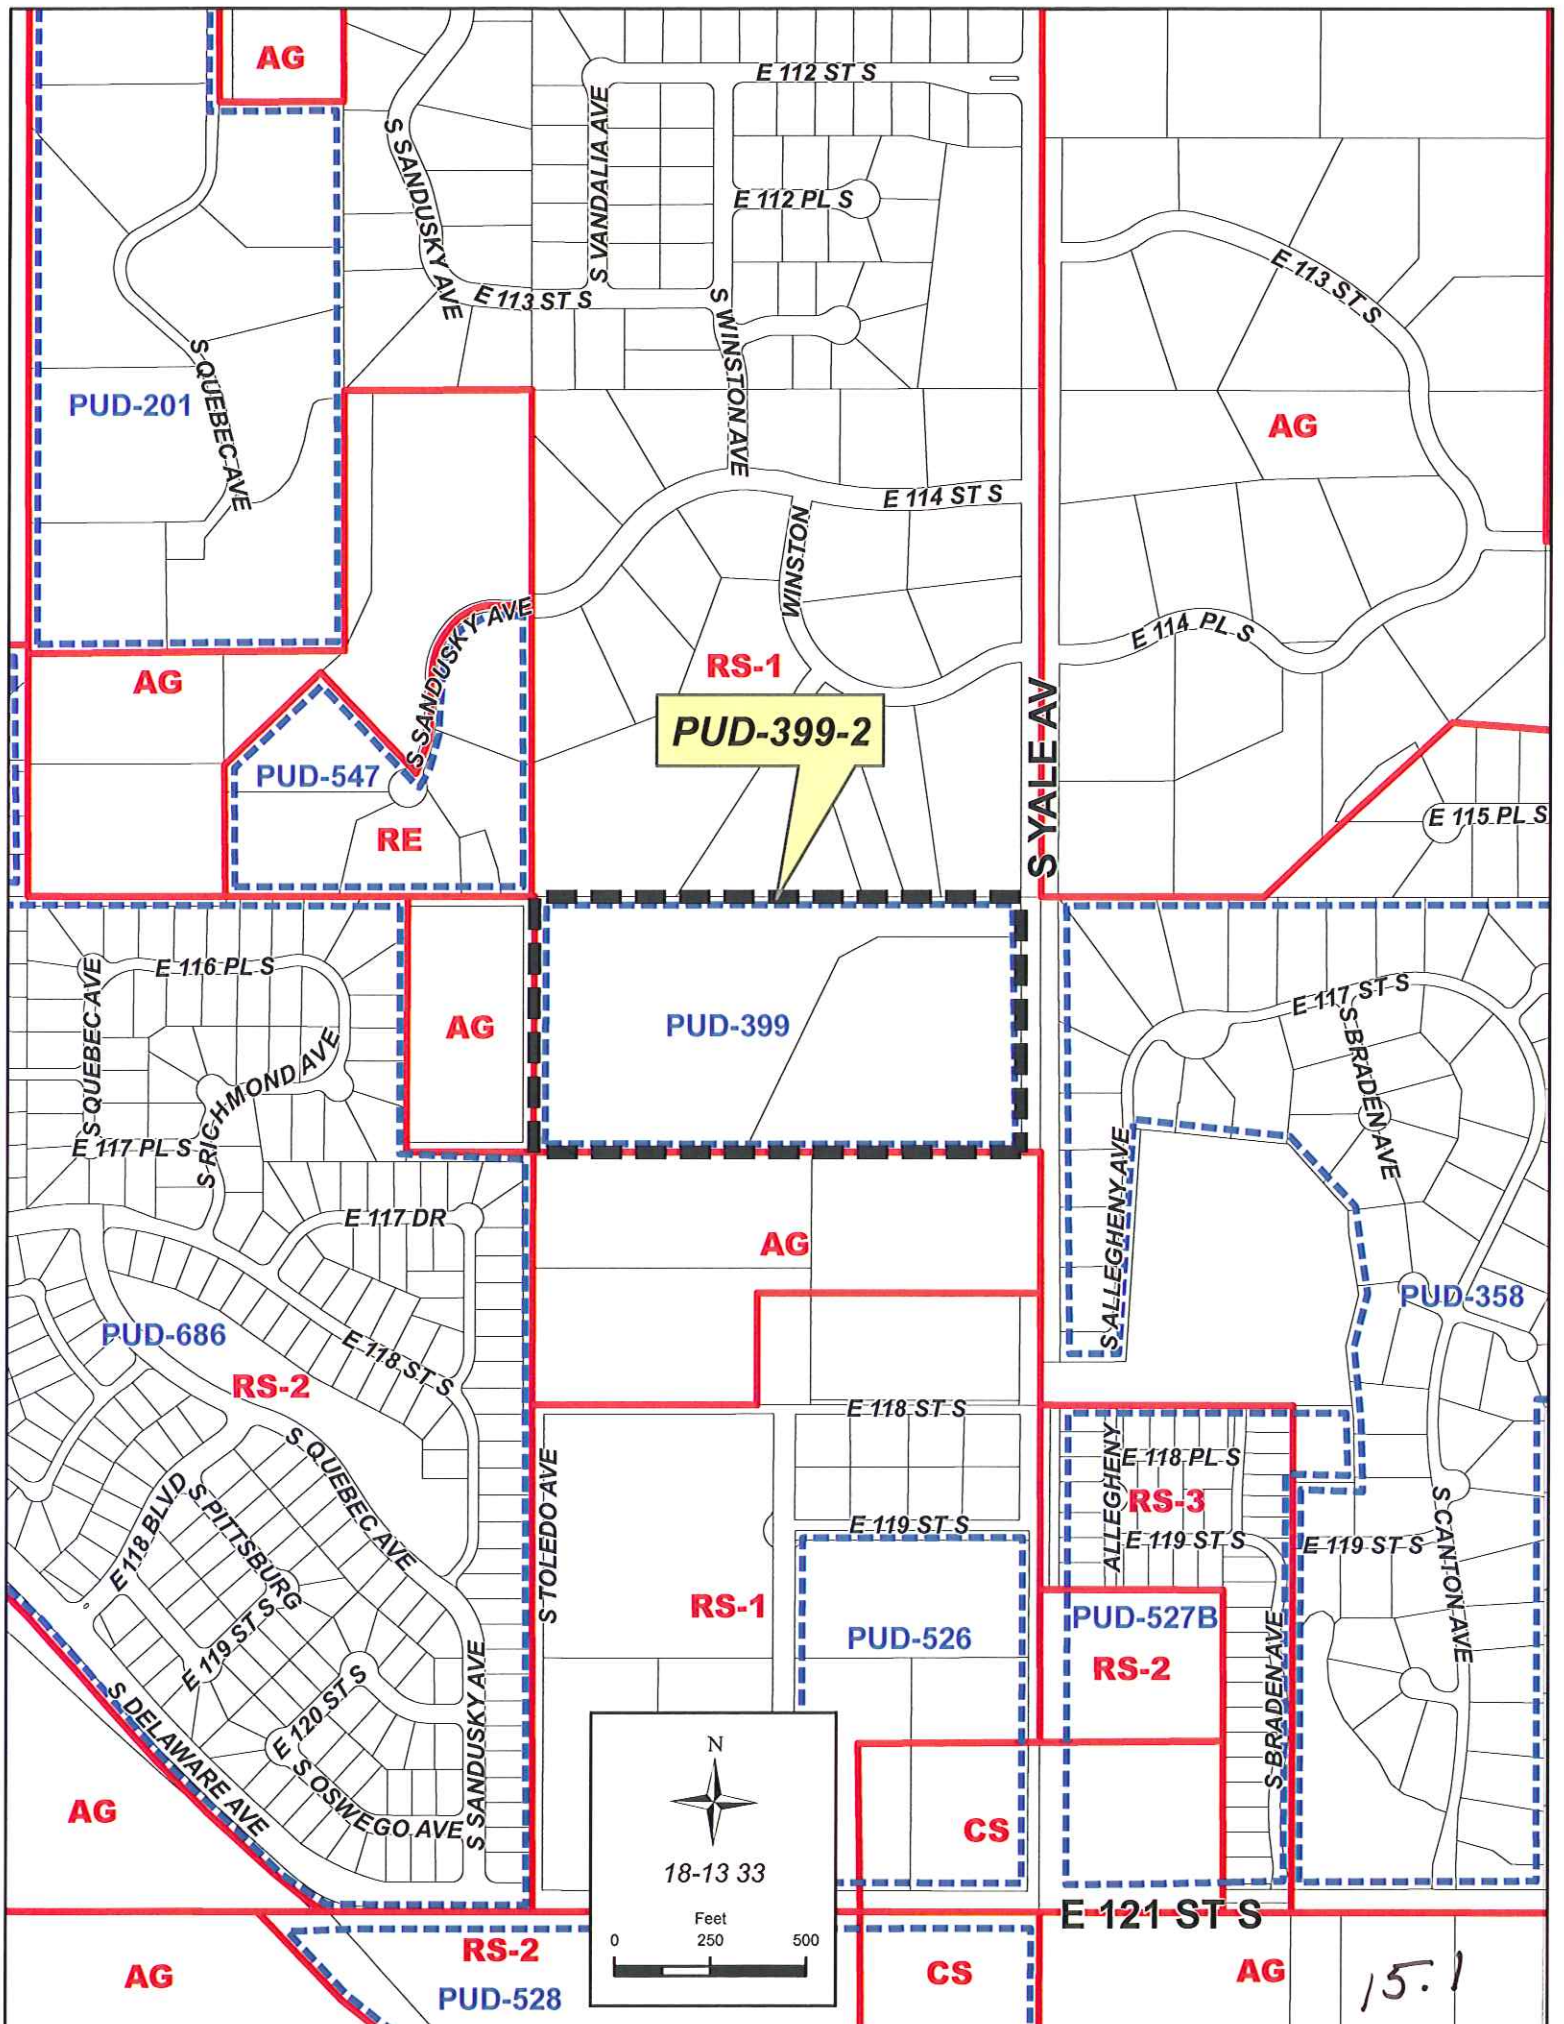 AG
E 112 ST S
S SANDUSKY AVE
S VANDALIA AVE
E 112 PL S
E 113 ST S
E 113 ST S
S WINSTON AVE
S QUEBEC AVE
PUD-201
AG
E 114 ST S
WINSTON
S SANDUSKY AVE
E 114 PL S
RS-1
AG
PUD-399-2
S YALE AV
PUD-547
RE
E 115 PL S
E 116 PL S
S QUEBEC AVE
AG
PUD-399
E 117 ST S
S BRADEN AVE
S RICHMOND AVE
E 117 PL S
S ALLEGHENY AVE
E 117 DR
AG
PUD-358
PUD-686
E 118 ST S
RS-2
E 118 ST S
S QUEBEC AVE
S TOLEDO AVE
ALLEGHENY
E 118 PL S
RS-3
E 118 BLVD
S PITTSBURG
E 119 ST S
E 119 ST S
E 119 ST S
S CANTON AVE
RS-1
PUD-526
PUD-527B
RS-2
E 119 ST S
S BRADEN AVE
E 120 ST S
S SANDUSKY AVE
S DELAWARE AVE
S OSWEGO AVE
AG
CS
N
18-13 33
Feet
0 250 500
E 121 ST S
RS-2
AG
PUD-528
CS
AG
15.1